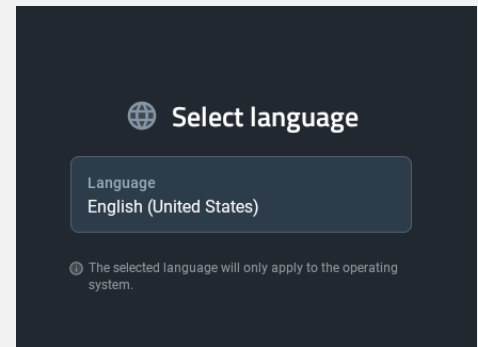 Select language
Language
English (United States)
The selected language will only apply to the operating
system.